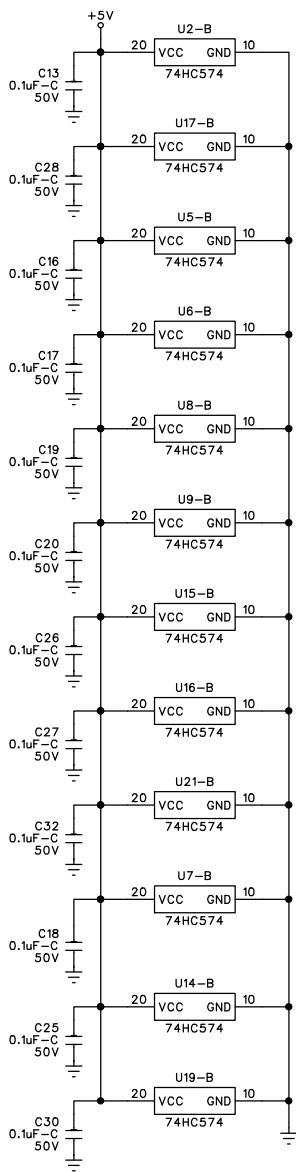 +5V
U2-B
20 VCC GND 10
74HC574
C13
0.1uF-C
50V
U17-B
20 VCC GND 10
74HC574
C28
0.1uF-C
50V
U5-B
20 VCC GND 10
74HC574
C16
0.1uF-C
50V
U6-B
20 VCC GND 10
74HC574
C17
0.1uF-C
50V
U8-B
20 VCC GND 10
74HC574
C19
0.1uF-C
50V
U9-B
20 VCC GND 10
74HC574
C20
0.1uF-C
50V
U15-B
20 VCC GND 10
74HC574
C26
0.1uF-C
50V
U16-B
20 VCC GND 10
74HC574
C27
0.1uF-C
50V
U21-B
20 VCC GND 10
74HC574
C32
0.1uF-C
50V
U7-B
20 VCC GND 10
74HC574
C18
0.1uF-C
50V
U14-B
20 VCC GND 10
74HC574
C25
0.1uF-C
50V
U19-B
20 VCC GND 10
74HC574
C30
0.1uF-C
50V